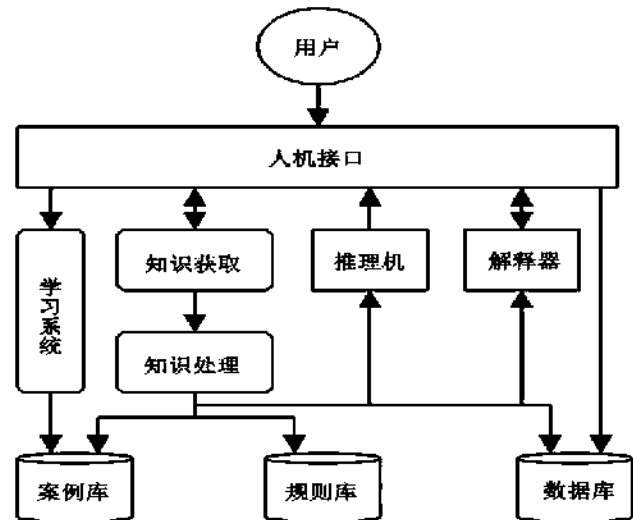 用户
人机接口
学习系统
知识获取
推理机
解释器
知识处理
案例库
规则库
数据库